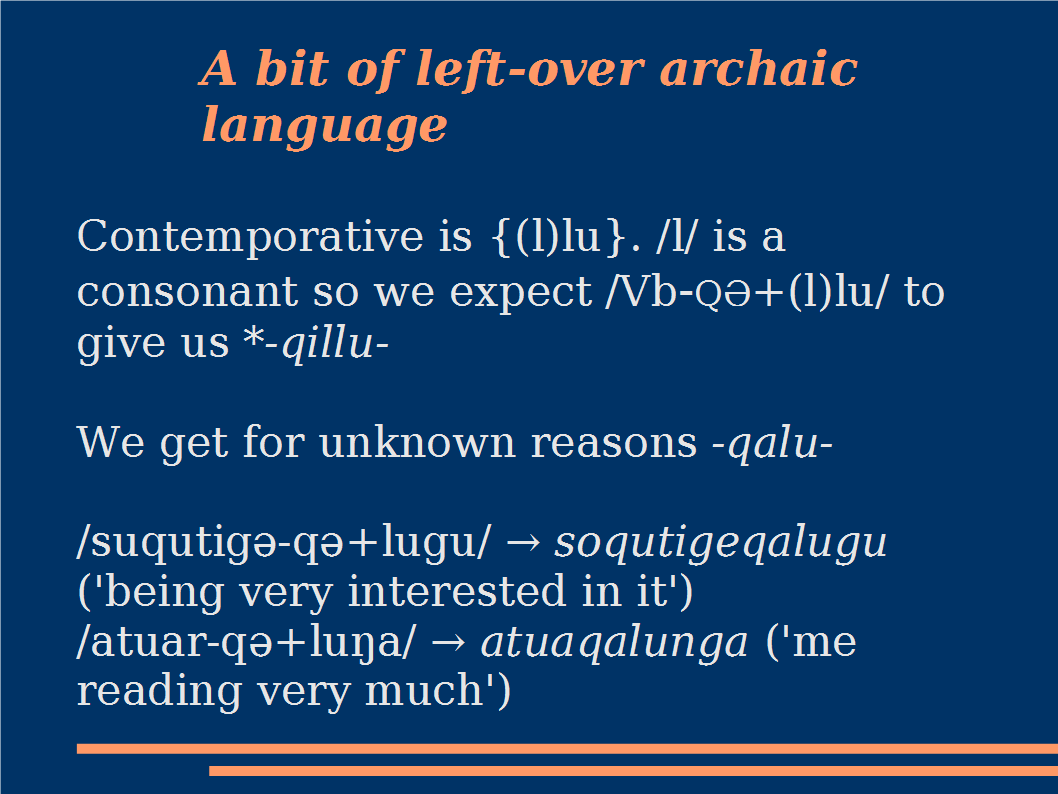 A bit of left-over archaic
language
Contemporative is {(l)lu}. /l/ is a
consonant so we expect /Vb-QƏ+(l)lu/ to
give us *-qillu-
We get for unknown reasons -qalu-
/suqutigə-qə+lugu/ → soqutigeqalugu
('being very interested in it')
/atuar-qə+luŋa/ → atuaqalunga ('me
reading very much')